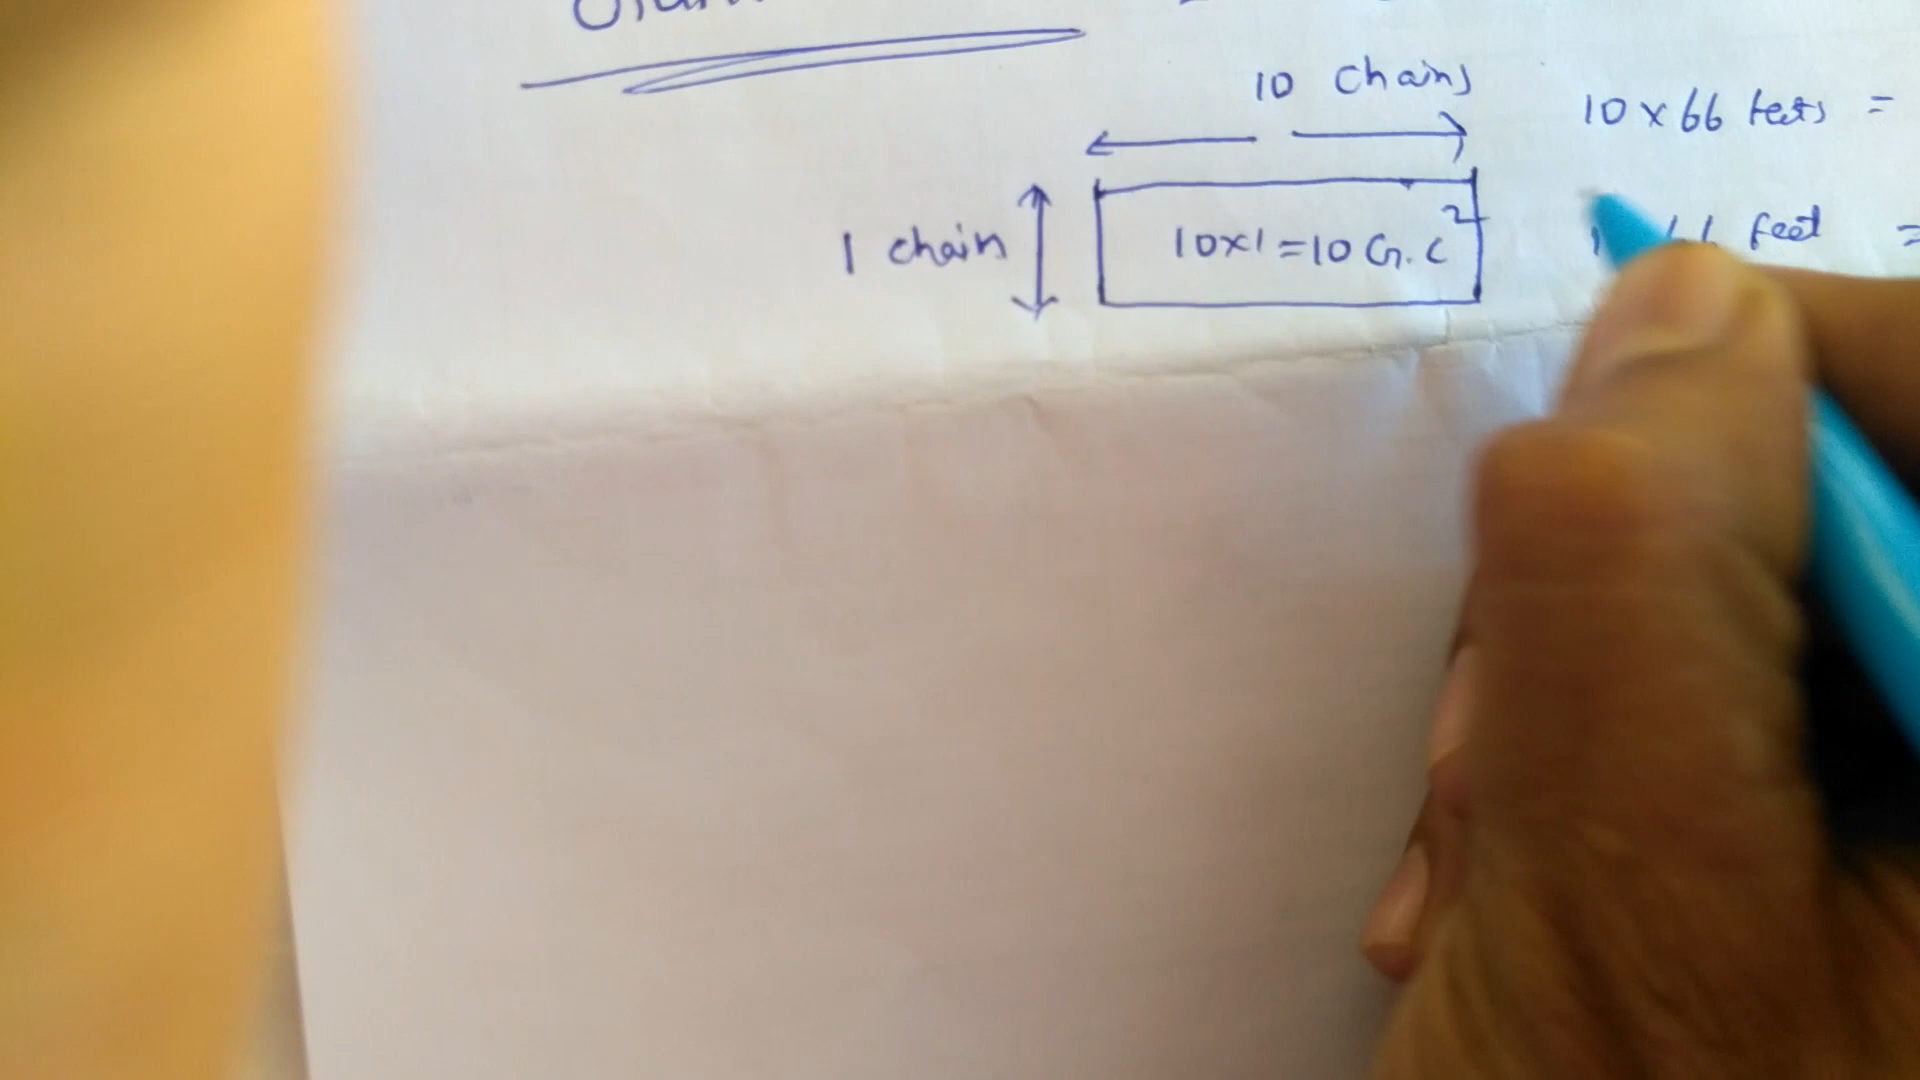 10 Chains
10 x 66 feets =
1 chain
10x1 = 10 G.C²
feet =